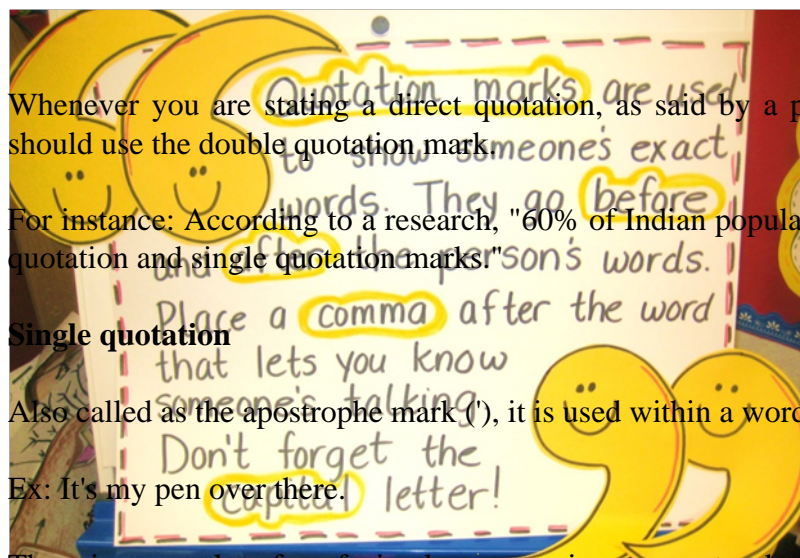 Quotation marks are used
Whenever you are stating a direct quotation, as said by a p
should use the double quotation mark.
to show someone's exact
words. They go before
For instance: According to a research, "60% of Indian popula
quotation and single quotation marks."
and after the person's words.
Place a comma after the word
Single quotation
that lets you know
someone's talking
Also called as the apostrophe mark ('), it is used within a word
Don't forget the
Ex: It's my pen over there.
capital letter!